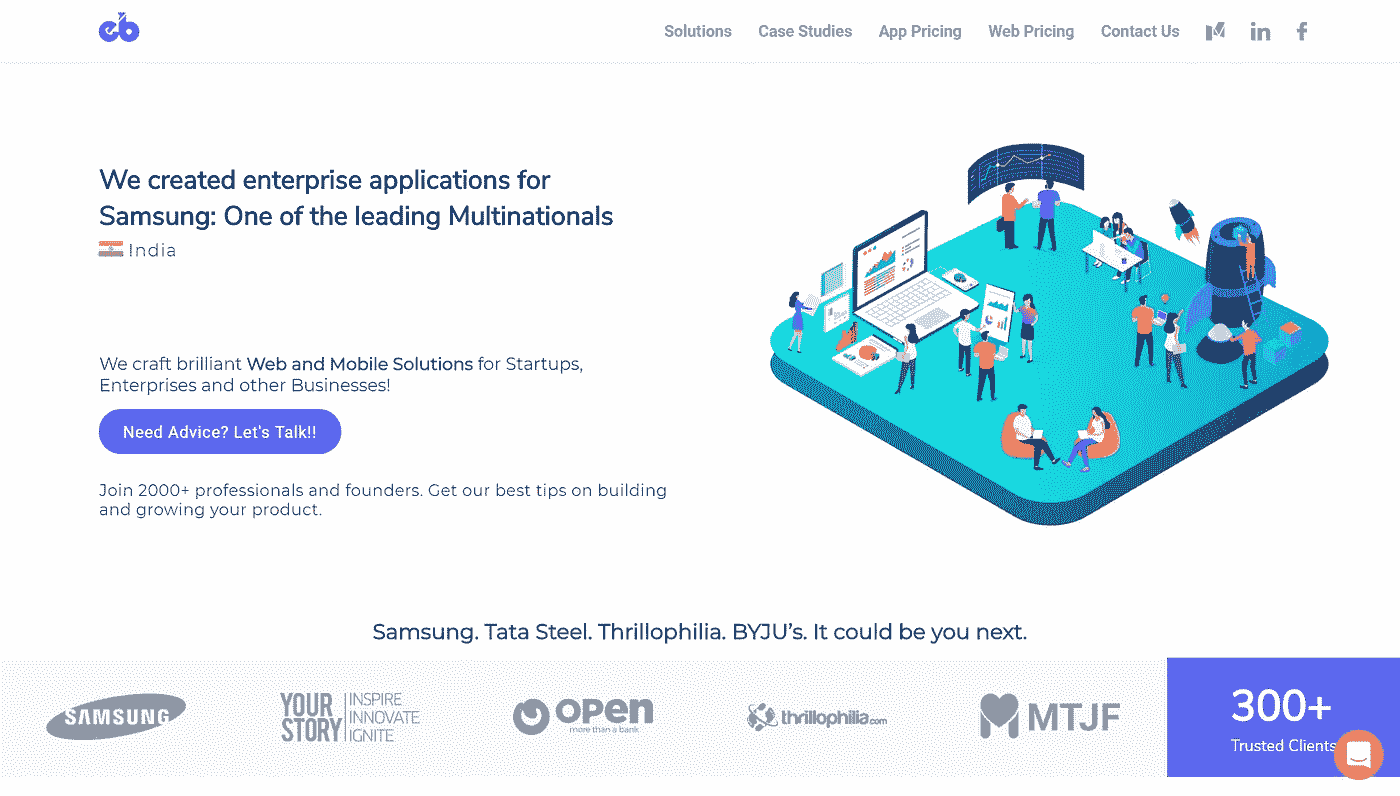 eb
Solutions Case Studies App Pricing Web Pricing Contact Us
We created enterprise applications for
Samsung: One of the leading Multinationals
India
We craft brilliant Web and Mobile Solutions for Startups,
Enterprises and other Businesses!
Need Advice? Let's Talk!!
Join 2000+ professionals and founders. Get our best tips on building
and growing your product.
Samsung. Tata Steel. Thrillophilia. BYJU’s. It could be you next.
SAMSUNG
YOUR
STORY
INSPIRE
INNOVATE
IGNITE
OPEN
more than a bank
thrillophilia.com
MTJF
300+
Trusted Clients